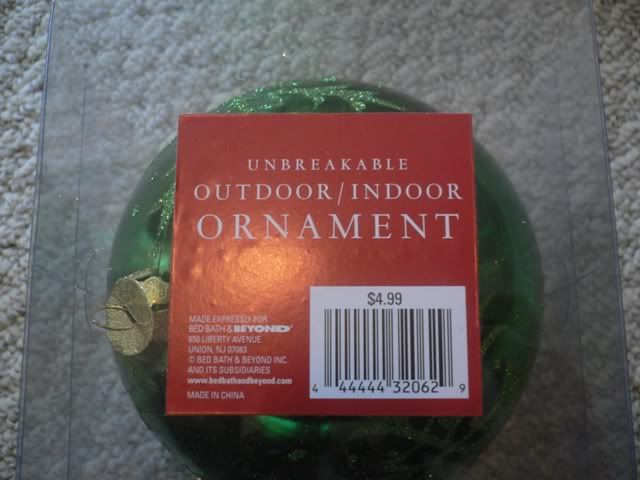 UNBREAKABLE
OUTDOOR/INDOOR
ORNAMENT
$4.99
MADE EXPRESSLY FOR
BED BATH & BEYOND
650 LIBERTY AVENUE
UNION, NJ 07083
© BED BATH & BEYOND INC.
AND ITS SUBSIDIARIES
www.bedbathandbeyond.com
MADE IN CHINA
4 44444 32062 9